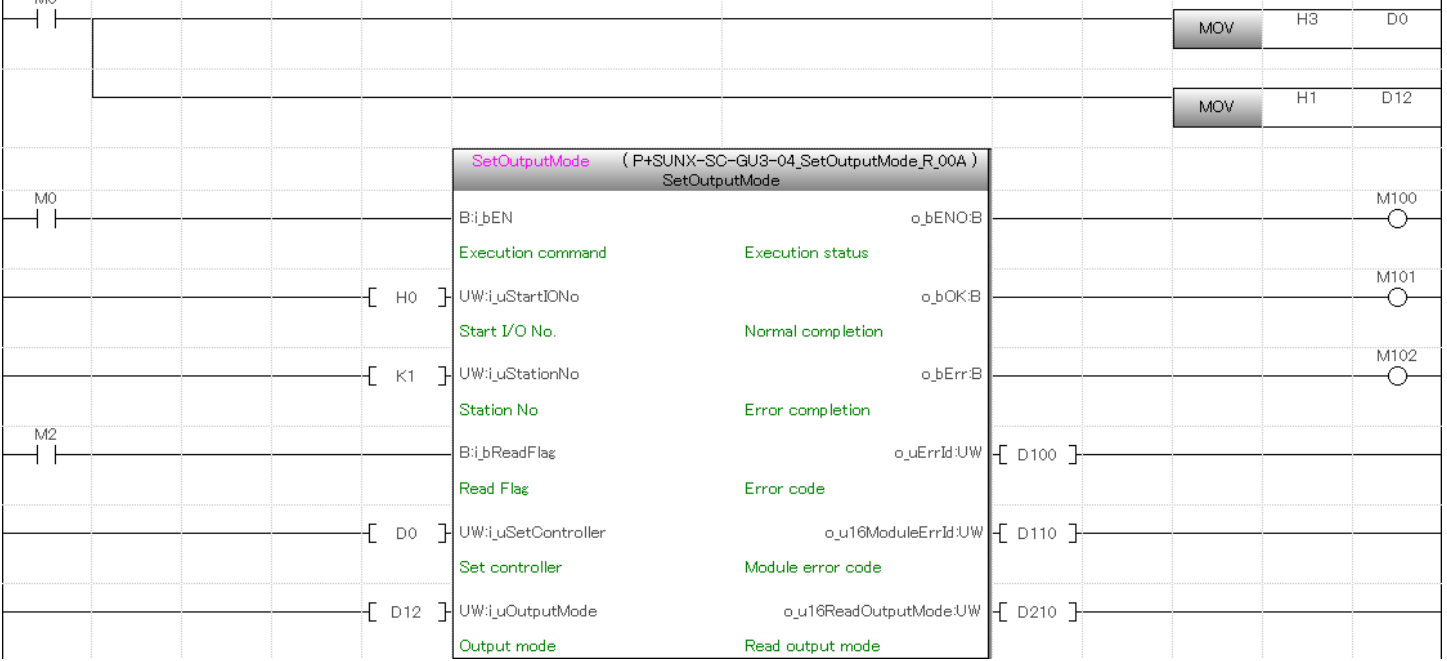 MOV H3 D0
MOV H1 D12
SetOutputMode (P+SUNX-SC-GU3-04_SetOutputMode_R_00A)
SetOutputMode
M0 B:i_bEN o_bENO:B M100
Execution command Execution status
H0 UW:i_uStartIONo o_bOK:B M101
Start I/O No. Normal completion
K1 UW:i_uStationNo o_bErr:B M102
Station No Error completion
M2 B:i_bReadFlag o_uErrId:UW D100
Read Flag Error code
D0 UW:i_uSetController o_u16ModuleErrId:UW D110
Set controller Module error code
D12 UW:i_uOutputMode o_u16ReadOutputMode:UW D210
Output mode Read output mode